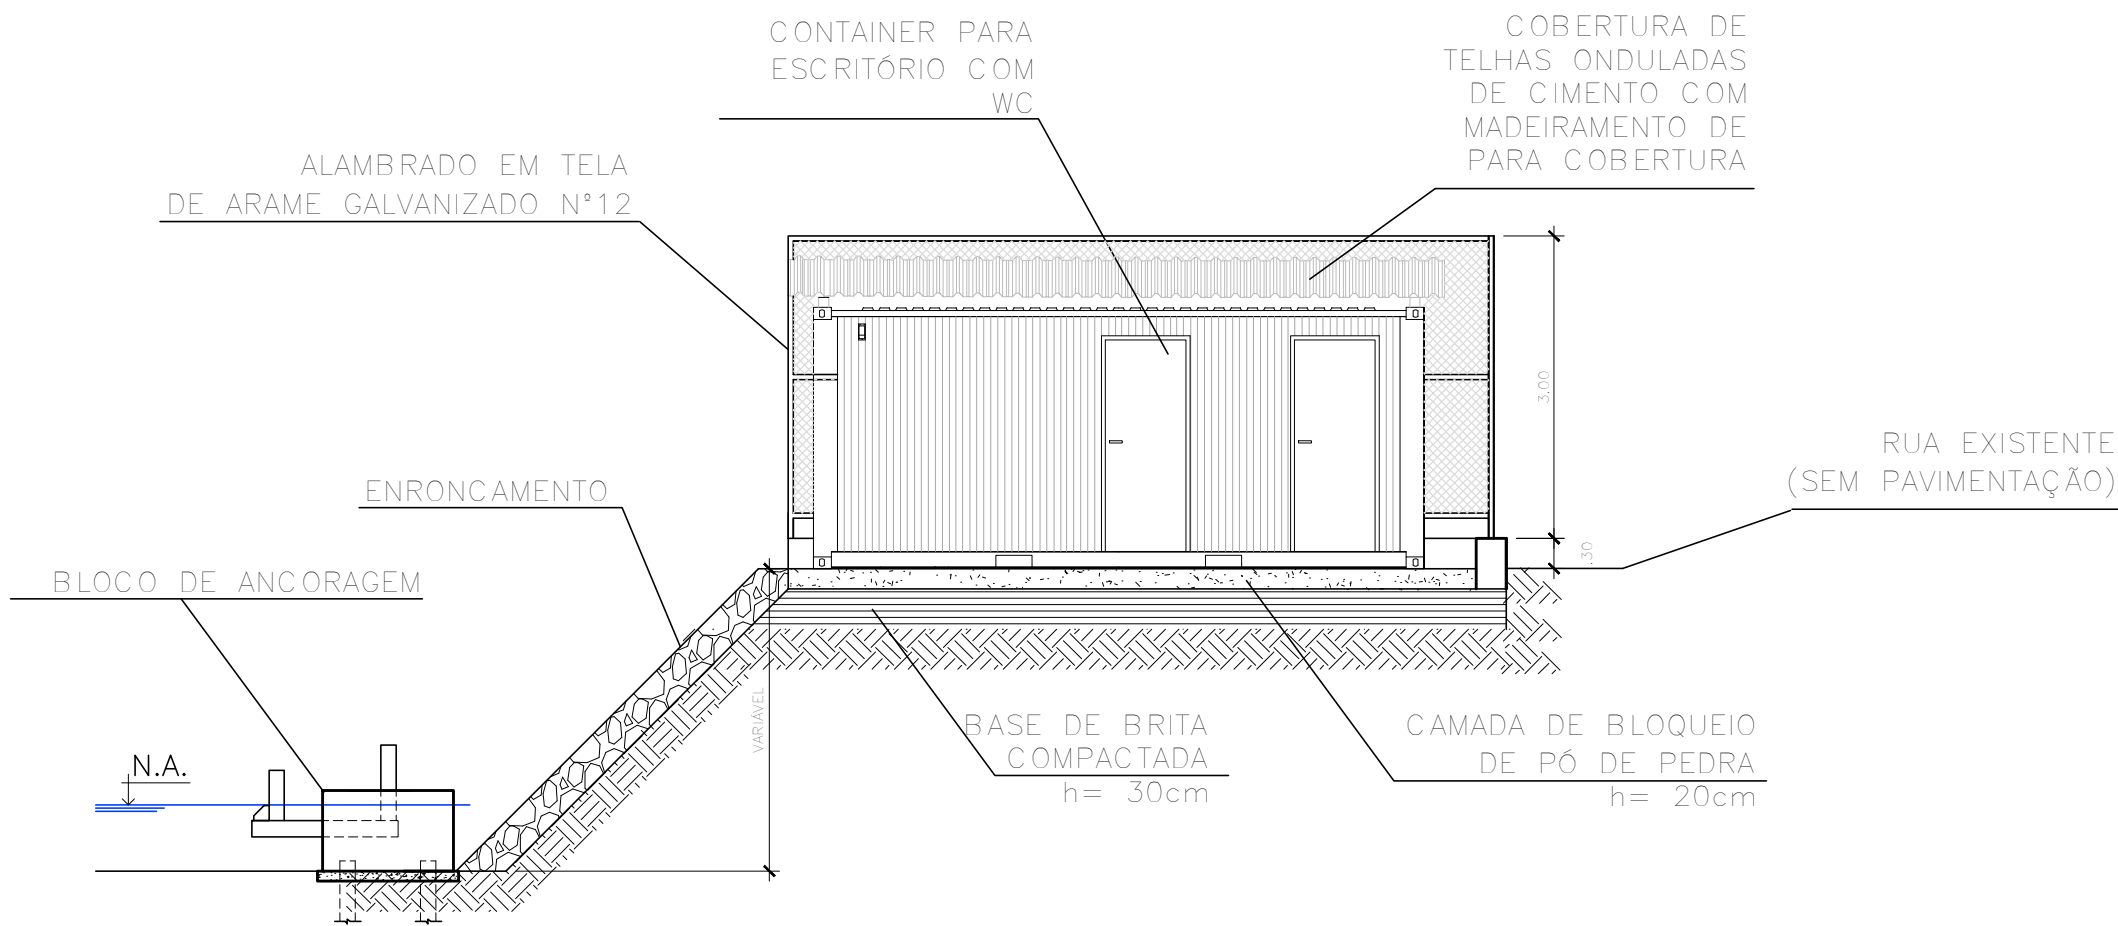 CONTAINER PARA
ESCRITÓRIO COM
WC
COBERTURA DE
TELHAS ONDULADAS
DE CIMENTO COM
MADEIRAMENTO DE
PARA COBERTURA
ALAMBRADO EM TELA
DE ARAME GALVANIZADO Nº12
3.00
RUA EXISTENTE
(SEM PAVIMENTAÇÃO)
ENRONCAMENTO
.30
BLOCO DE ANCORAGEM
VARIÁVEL
BASE DE BRITA
COMPACTADA
h= 30cm
CAMADA DE BLOQUEIO
DE PÓ DE PEDRA
h= 20cm
N.A.